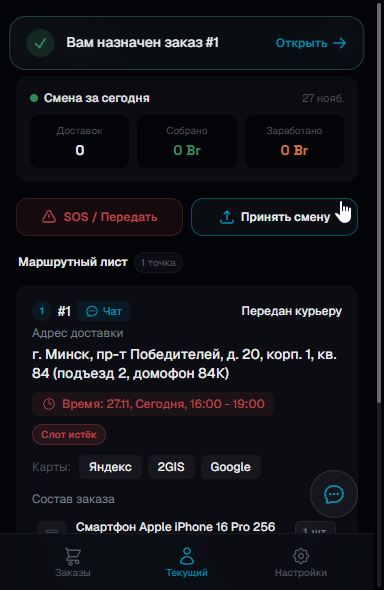 Вам назначен заказ #1
Открыть →
Смена за сегодня
27 нояб.
Доставок
0
Собрано
0 Br
Заработано
0 Br
SOS / Передать
Принять смену
Маршрутный лист
1 точка
1
#1
Чат
Передан курьеру
Адрес доставки
г. Минск, пр-т Победителей, д. 20, корп. 1, кв.
84 (подъезд 2, домофон 84К)
Время: 27.11, Сегодня, 16:00 - 19:00
Слот истёк
Карты:
Яндекс
2GIS
Google
Состав заказа
Смартфон Apple iPhone 16 Pro 256
1 шт
Заказы
Текущий
Настройки